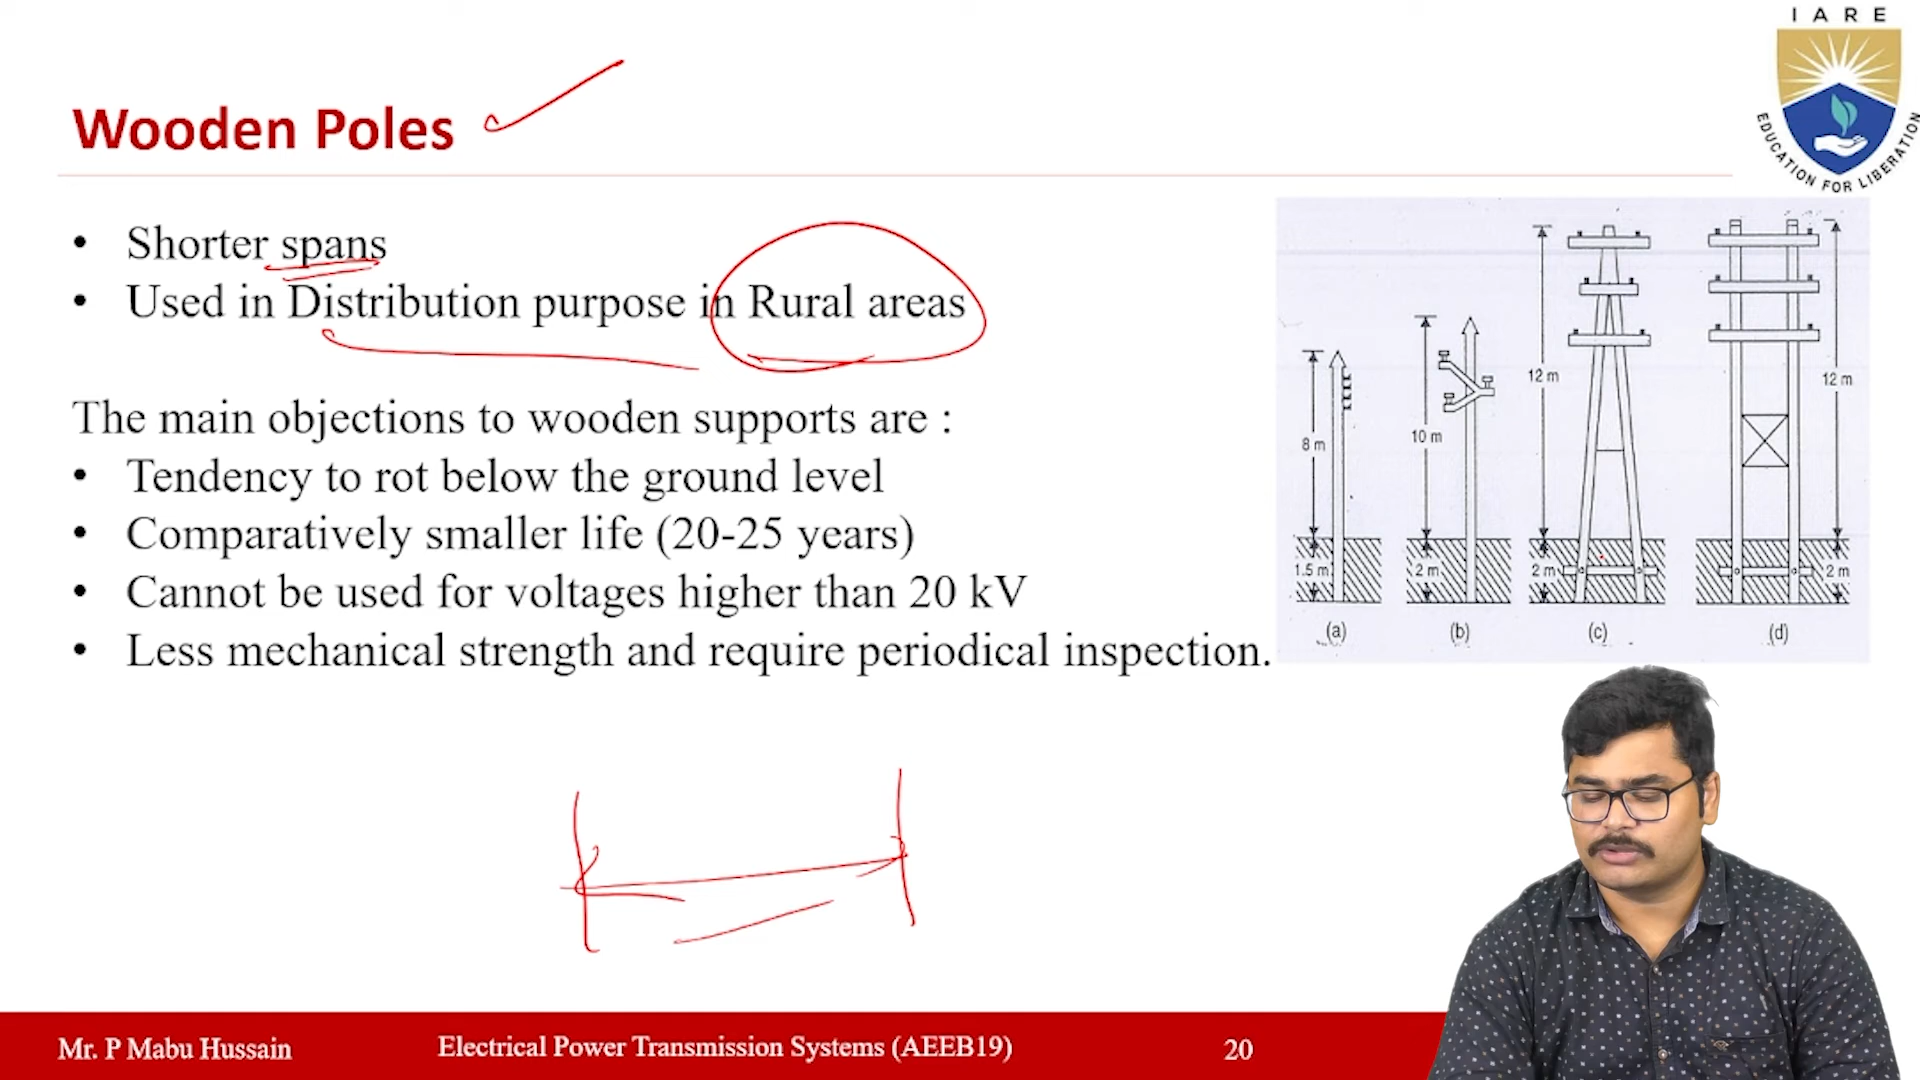 IARE
EDUCATION FOR LIBERATION
Wooden Poles
• Shorter spans
• Used in Distribution purpose in Rural areas
The main objections to wooden supports are :
• Tendency to rot below the ground level
• Comparatively smaller life (20-25 years)
• Cannot be used for voltages higher than 20 kV
• Less mechanical strength and require periodical inspection.
8 m
10 m
12 m
12 m
1.5 m
2 m
2 m
2 m
(a)
(b)
(c)
(d)
Mr. P Mabu Hussain
Electrical Power Transmission Systems (AEEB19)
20